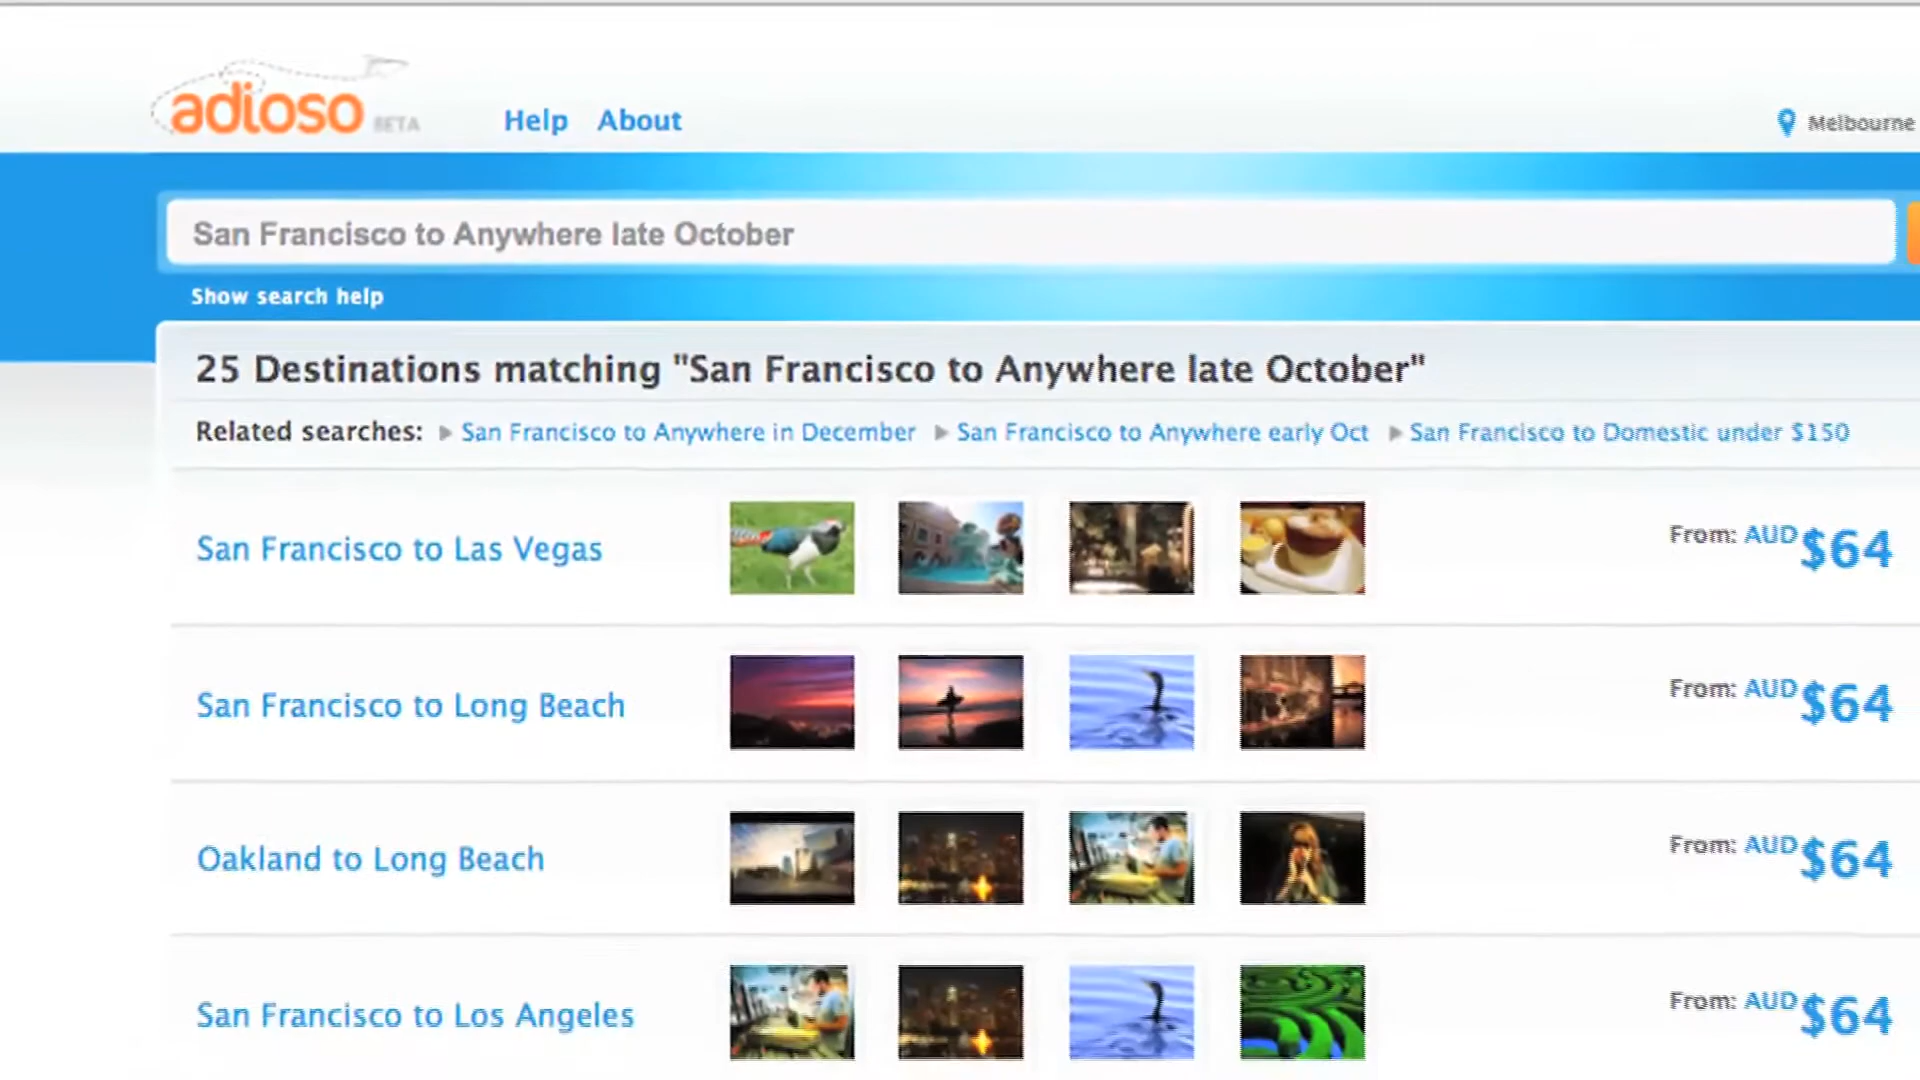 adioso BETA
Help About
Melbourne
San Francisco to Anywhere late October
Show search help
25 Destinations matching "San Francisco to Anywhere late October"
Related searches: San Francisco to Anywhere in December San Francisco to Anywhere early Oct San Francisco to Domestic under $150
San Francisco to Las Vegas From: AUD $64
San Francisco to Long Beach From: AUD $64
Oakland to Long Beach From: AUD $64
San Francisco to Los Angeles From: AUD $64